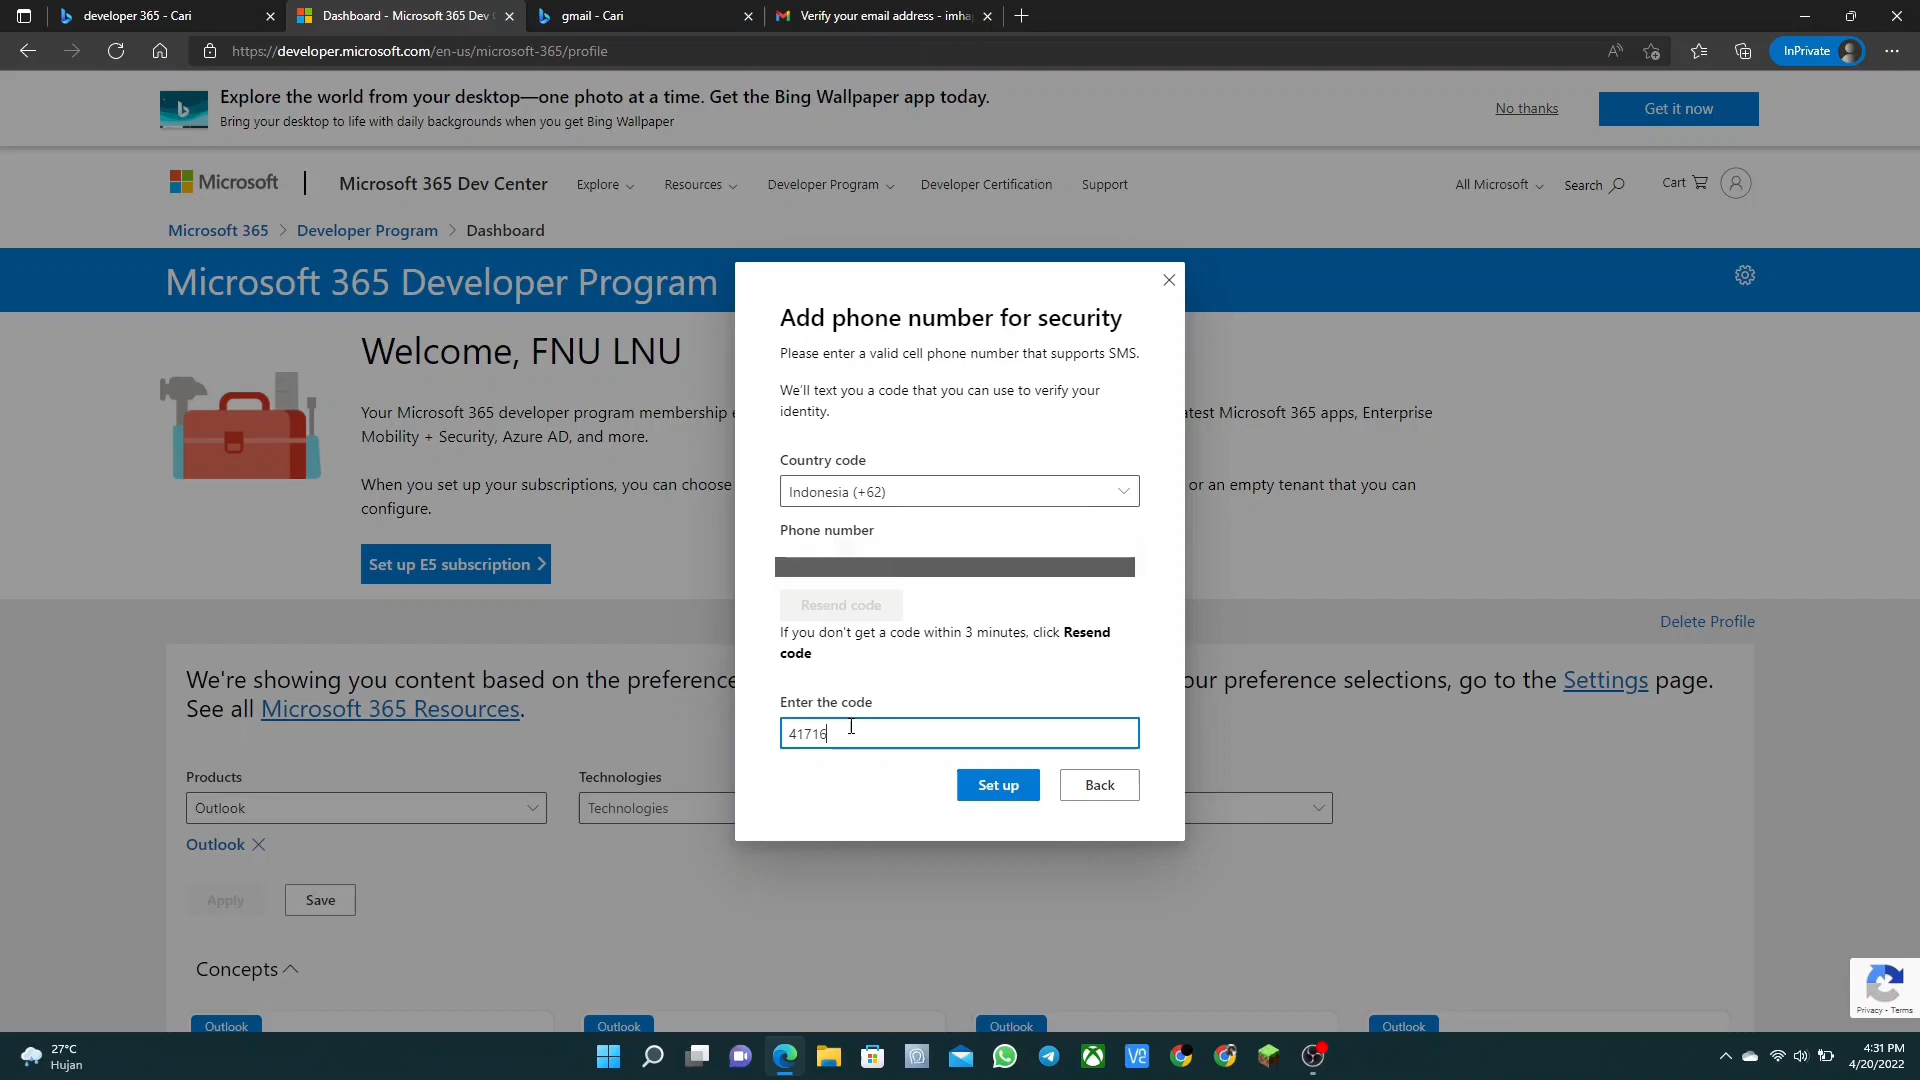 developer 365 - Cari
Dashboard - Microsoft 365 Dev
gmail - Cari
Verify your email address - imha
https://developer.microsoft.com/en-us/microsoft-365/profile
InPrivate
Explore the world from your desktop—one photo at a time. Get the Bing Wallpaper app today.
Bring your desktop to life with daily backgrounds when you get Bing Wallpaper
No thanks
Get it now
Microsoft
Microsoft 365 Dev Center
Explore
Resources
Developer Program
Developer Certification
Support
All Microsoft
Search
Cart
Microsoft 365 > Developer Program > Dashboard
Microsoft 365 Developer Program
Welcome, FNU LNU
Your Microsoft 365 developer program membership e
atest Microsoft 365 apps, Enterprise
Mobility + Security, Azure AD, and more.
When you set up your subscriptions, you can choose
or an empty tenant that you can
configure.
Set up E5 subscription
Delete Profile
Add phone number for security
Please enter a valid cell phone number that supports SMS.
We'll text you a code that you can use to verify your
identity.
Country code
Indonesia (+62)
Phone number
Resend code
If you don't get a code within 3 minutes, click Resend
code
Enter the code
41716
Set up
Back
We're showing you content based on the preference
our preference selections, go to the Settings page.
See all Microsoft 365 Resources.
Products
Outlook
Technologies
Technologies
Outlook
Apply
Save
Concepts
Outlook
Outlook
Outlook
Outlook
Privacy - Terms
27°C
Hujan
4:31 PM
4/20/2022